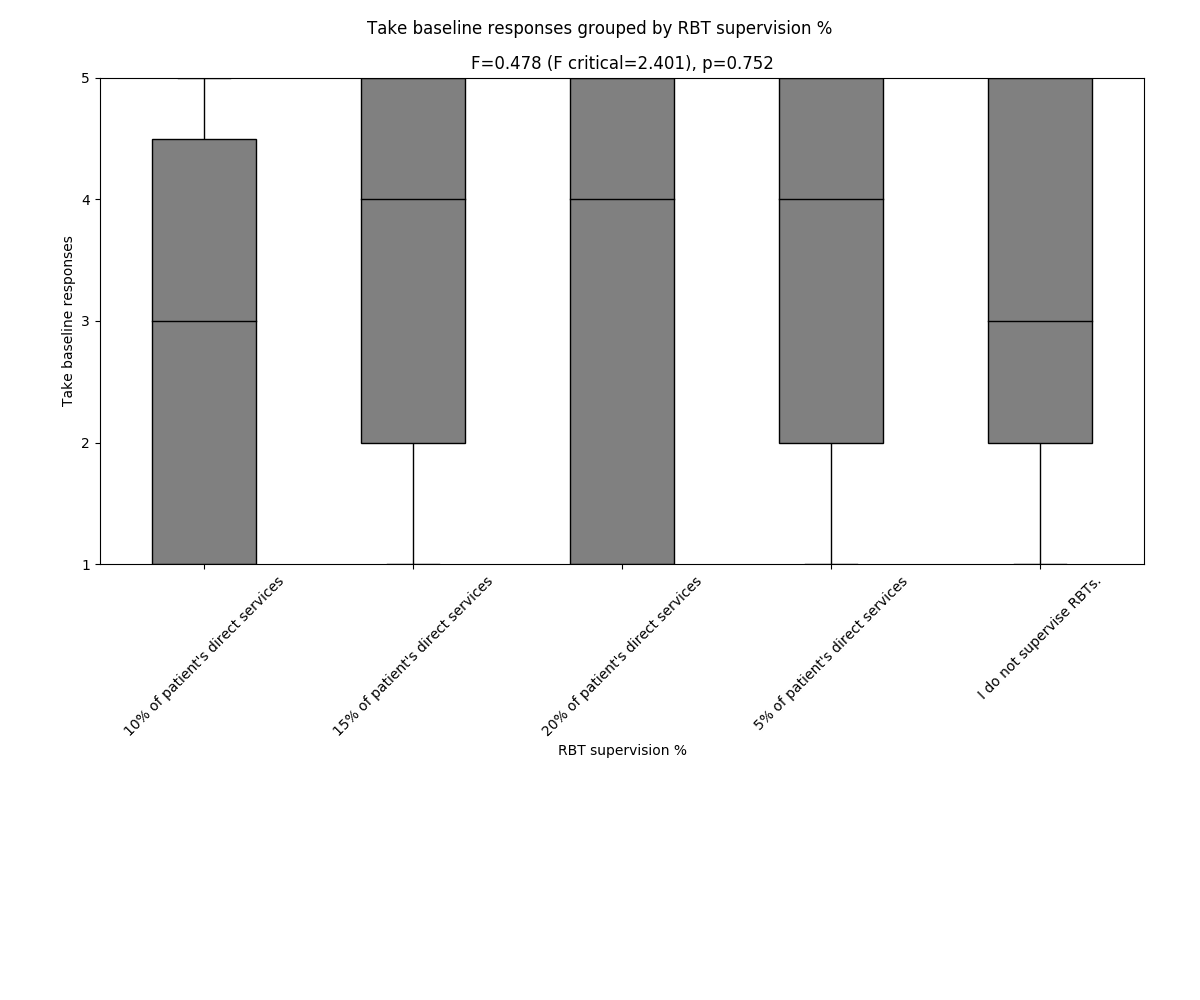 Take baseline responses grouped by RBT supervision %
F=0.478 (F critical=2.401), p=0.752
5
4
3
2
1
Take baseline responses
10% of patient's direct services
15% of patient's direct services
20% of patient's direct services
5% of patient's direct services
I do not supervise RBTs.
RBT supervision %